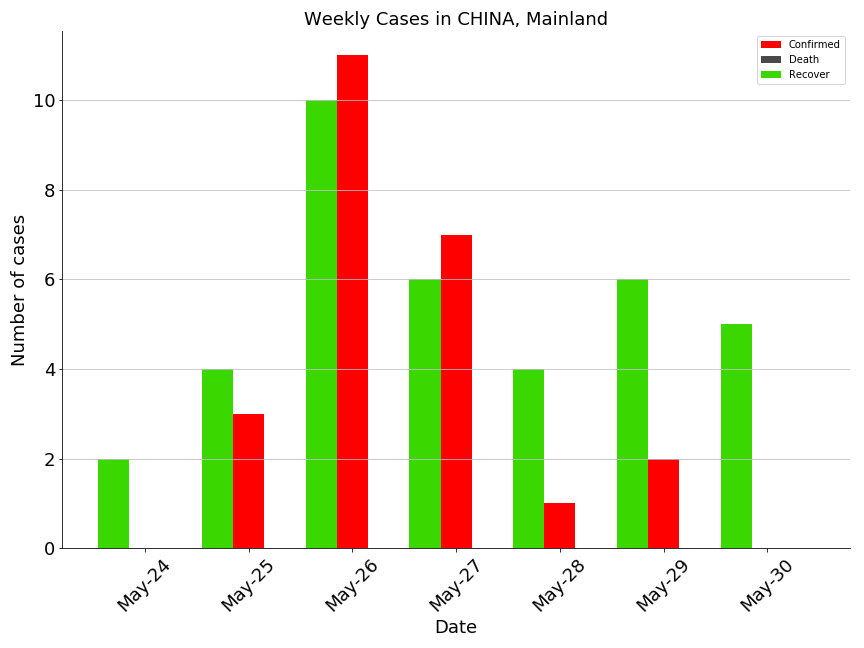 Weekly Cases in CHINA, Mainland
Confirmed
Death
Recover
Number of cases
10
8
6
4
2
0
May-24
May-25
May-26
May-27
May-28
May-29
May-30
Date